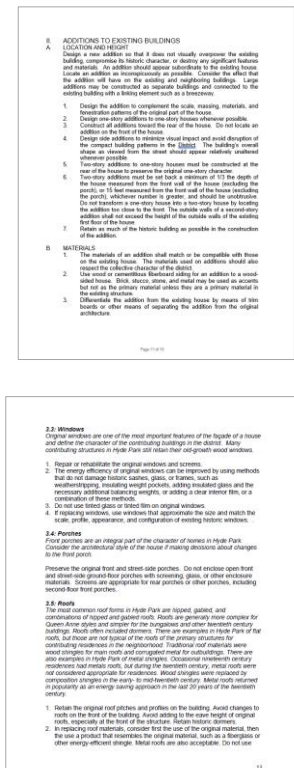 II. ADDITIONS TO EXISTING BUILDINGS
A. LOCATION AND HEIGHT
Design a new addition so that it does not visually overpower the existing
building, compromise its historic character, or destroy any significant features
and materials. An addition should appear subordinate to the existing house.
Locate an addition as inconspicuously as possible. Consider the effect that
the addition will have on the existing and neighboring buildings. Large
additions may be constructed as separate buildings and connected to the
existing building with a linking element such as a breezeway.
1. Design the addition to complement the scale, massing, materials, and
fenestration patterns of the original part of the house.
2. Design one-story additions to one-story houses whenever possible.
3. Construct all additions toward the rear of the house. Do not locate an
addition on the front of the house.
4. Design side additions to minimize visual impact and avoid disruption of
the compact building patterns in the District. The building's overall
shape as viewed from the street should appear relatively unaltered
whenever possible.
5. Two-story additions to one-story houses must be constructed at the
rear of the house to preserve the original one-story character.
6. Two-story additions must be set back a minimum of 1/3 the depth of
the house measured from the front wall of the house (excluding the
porch), or 15 feet measured from the front wall of the house (excluding
the porch), whichever number is greater, and should be unobtrusive.
Do not transform a one-story house into a two-story house by locating
the addition too close to the front. The outside walls of a second-story
addition shall not exceed the height of the outside walls of the existing
first floor of the house.
7. Retain as much of the historic building as possible in the construction
of the addition.
B. MATERIALS
1. The materials of an addition shall match or be compatible with those
on the existing house. The materials used on additions should also
respect the collective character of the district.
2. Use wood or cementitious fiberboard siding for an addition to a wood-
sided house. Brick, stucco, stone, and metal may be used as accents
but not as the primary material unless they are a primary material in
the existing structure.
3. Differentiate the addition from the existing house by means of trim
boards or other means of separating the addition from the original
architecture.
3.3: Windows
Original windows are one of the most important features of the façade of a house
and define the character of the contributing buildings in the district. Many
contributing structures in Hyde Park still retain their old-growth wood windows.
1. Repair or rehabilitate the original windows and screens.
2. The energy efficiency of original windows can be improved by using methods
that do not damage historic sashes, glass, or frames, such as
weatherstripping, insulating weight pockets, adding insulated glass and the
necessary additional balancing weights, or adding a clear interior film, or a
combination of these methods.
3. Do not use tinted glass or tinted film on original windows.
4. If replacing windows, use windows that approximate the size and match the
scale, profile, appearance, and configuration of existing historic windows.
3.4: Porches
Front porches are an integral part of the character of homes in Hyde Park.
Consider the architectural style of the house if making decisions about changes
to the front porch.
Preserve the original front and street-side porches. Do not enclose open front
and street-side ground-floor porches with screening, glass, or other enclosure
materials. Screens are appropriate for rear porches or other porches, including
second-floor front porches.
3.5: Roofs
The most common roof forms in Hyde Park are hipped, gabled, and
combinations of hipped and gabled roofs. Roofs are generally more complex for
Queen Anne styles and simpler for the bungalows and other twentieth century
buildings. Roofs often included dormers. There are examples in Hyde Park of flat
roofs, but those are not typical of the roofs of the primary structures for
contributing residences in the neighborhood. Traditional roof materials were
wood shingles for main roofs and corrugated metal for outbuildings. There are
also examples in Hyde Park of metal shingles. Occasional nineteenth century
residences had metals roofs, but during the twentieth century, metal roofs were
not considered appropriate for residences. Wood shingles were replaced by
composition shingles in the early- to mid-twentieth century. Metal roofs returned
in popularity as an energy saving approach in the last 20 years of the twentieth
century.
1. Retain the original roof pitches and profiles on the building. Avoid changes to
roofs on the front of the building. Avoid adding to the eave height of original
roofs, especially at the front of the structure. Retain historic dormers.
2. In replacing roof materials, consider first the use of the original material, then
the use a product that resembles the original material, such as a fiberglass or
other energy-efficient shingle. Metal roofs are also acceptable. Do not use